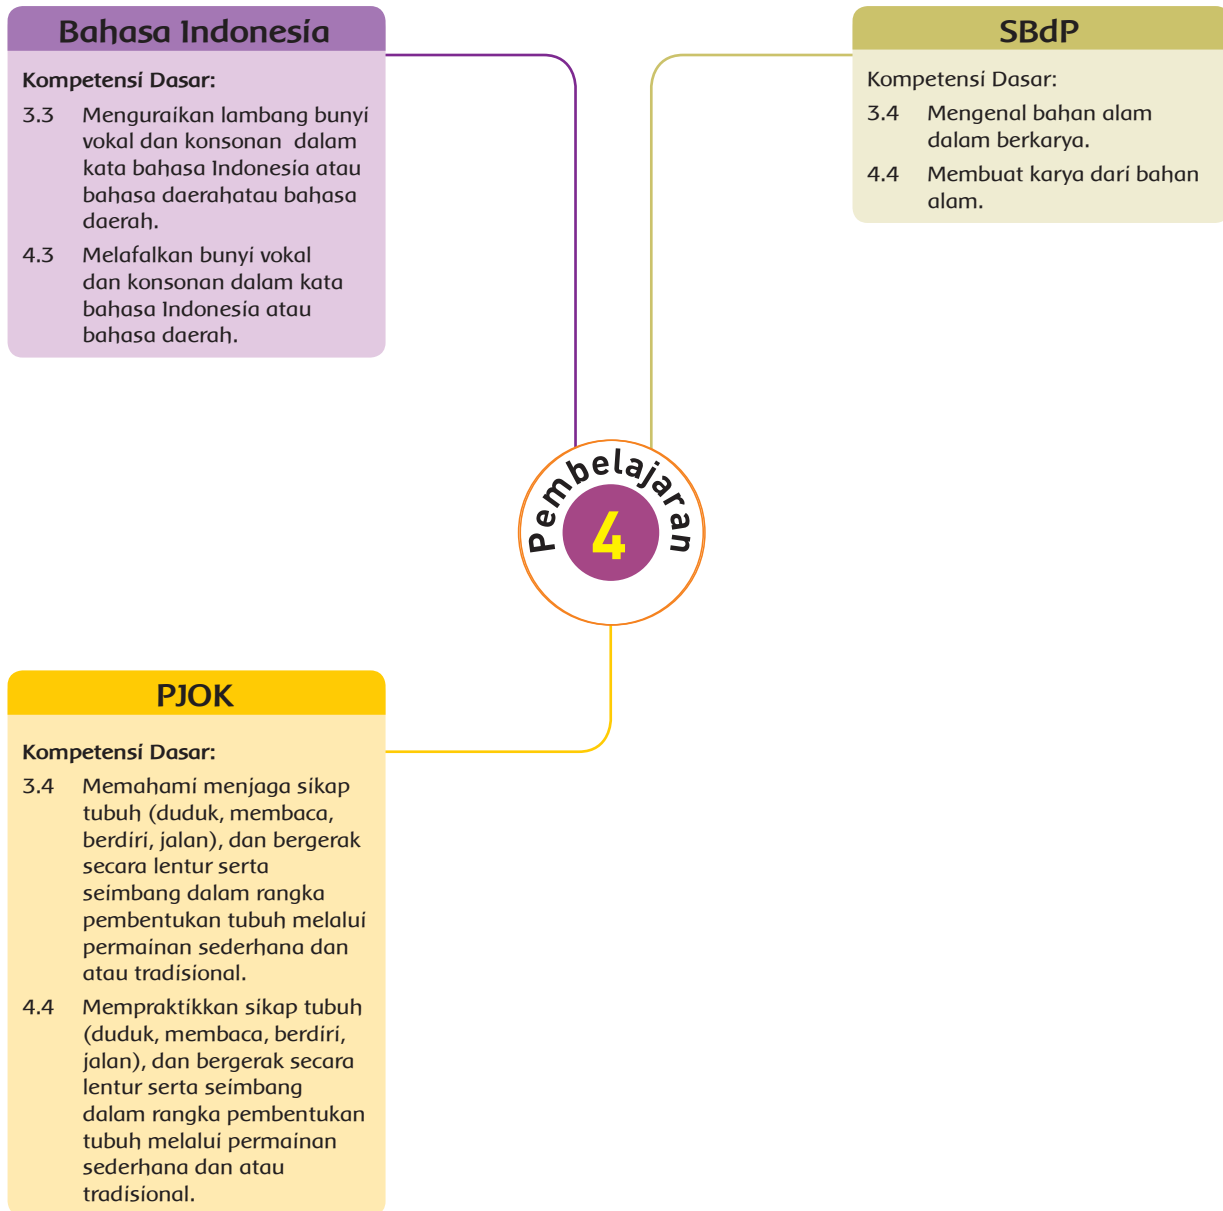 Bahasa Indonesia
Kompetensi Dasar:
3.3 Menguraikan lambang bunyi
vokal dan konsonan dalam
kata bahasa Indonesia atau
bahasa daerahatau bahasa
daerah.
4.3 Melafalkan bunyi vokal
dan konsonan dalam kata
bahasa Indonesia atau
bahasa daerah.
SBdP
Kompetensi Dasar:
3.4 Mengenal bahan alam
dalam berkarya.
4.4 Membuat karya dari bahan
alam.
Pembelajaran
4
PJOK
Kompetensi Dasar:
3.4 Memahami menjaga sikap
tubuh (duduk, membaca,
berdiri, jalan), dan bergerak
secara lentur serta
seimbang dalam rangka
pembentukan tubuh melalui
permainan sederhana dan
atau tradisional.
4.4 Mempraktikkan sikap tubuh
(duduk, membaca, berdiri,
jalan), dan bergerak secara
lentur serta seimbang
dalam rangka pembentukan
tubuh melalui permainan
sederhana dan atau
tradisional.